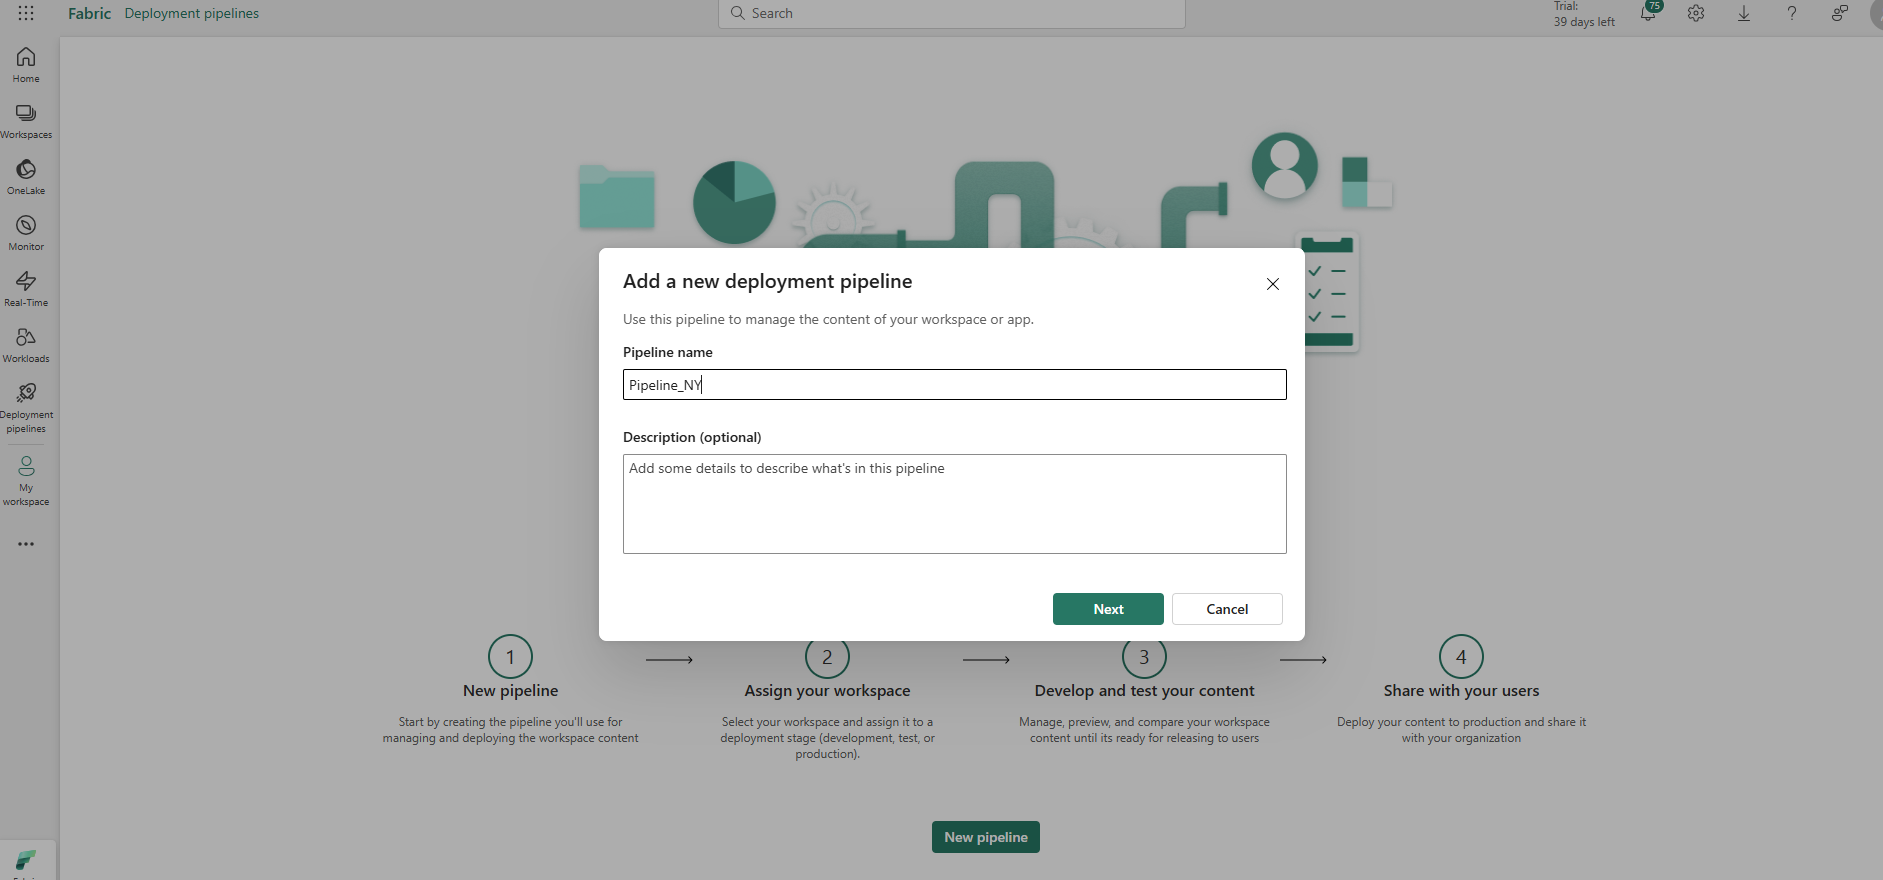 Fabric Deployment pipelines
Search
Trial:
39 days left
75
Home
Workspaces
OneLake
Monitor
Real-Time
Workloads
Deployment
pipelines
My
workspace
Add a new deployment pipeline
Use this pipeline to manage the content of your workspace or app.
Pipeline name
Pipeline_NY
Description (optional)
Add some details to describe what's in this pipeline
Next
Cancel
1
New pipeline
Start by creating the pipeline you'll use for
managing and deploying the workspace content
2
Assign your workspace
Select your workspace and assign it to a
deployment stage (development, test, or
production).
3
Develop and test your content
Manage, preview, and compare your workspace
content until its ready for releasing to users
4
Share with your users
Deploy your content to production and share it
with your organization
New pipeline